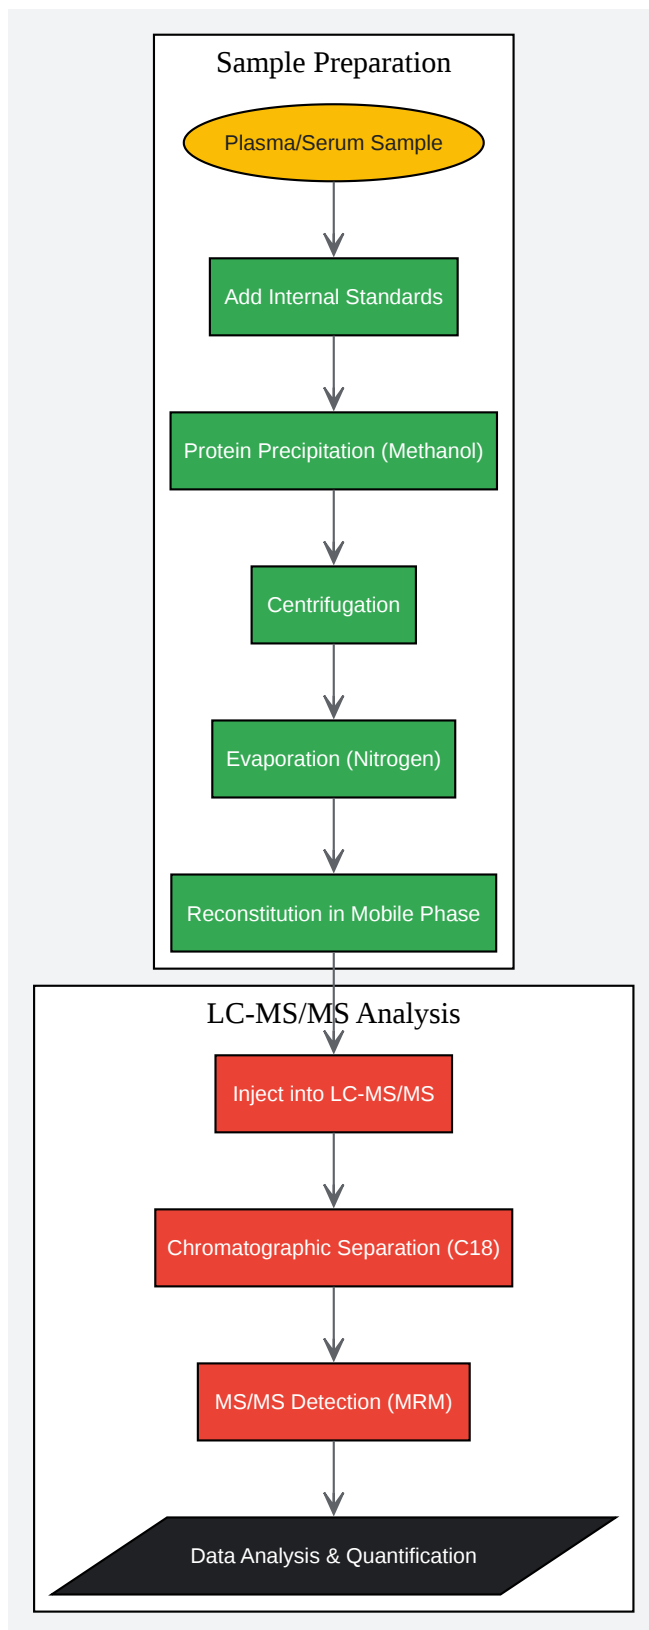 Sample Preparation
Plasma/Serum Sample
Add Internal Standards
Protein Precipitation (Methanol)
Centrifugation
Evaporation (Nitrogen)
Reconstitution in Mobile Phase
LC-MS/MS Analysis
Inject into LC-MS/MS
Chromatographic Separation (C18)
MS/MS Detection (MRM)
Data Analysis & Quantification